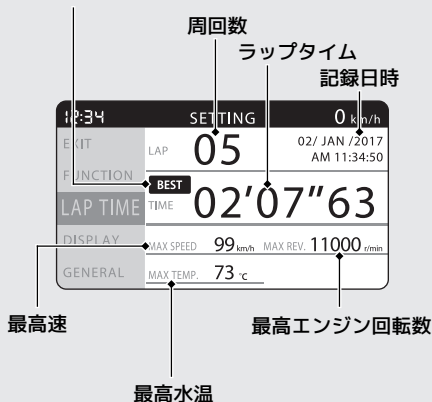 周回数
ラップタイム
記録日時
12:34 SETTING 0 km/h
EXIT
FUNCTION
LAP TIME
DISPLAY
GENERAL
LAP 05 02/ JAN /2017
AM 11:34:50
BEST
TIME 02’07”63
MAX SPEED 99 km/h MAX REV. 11000 r/min
MAX TEMP. 73 ℃
最高速
最高エンジン回転数
最高水温